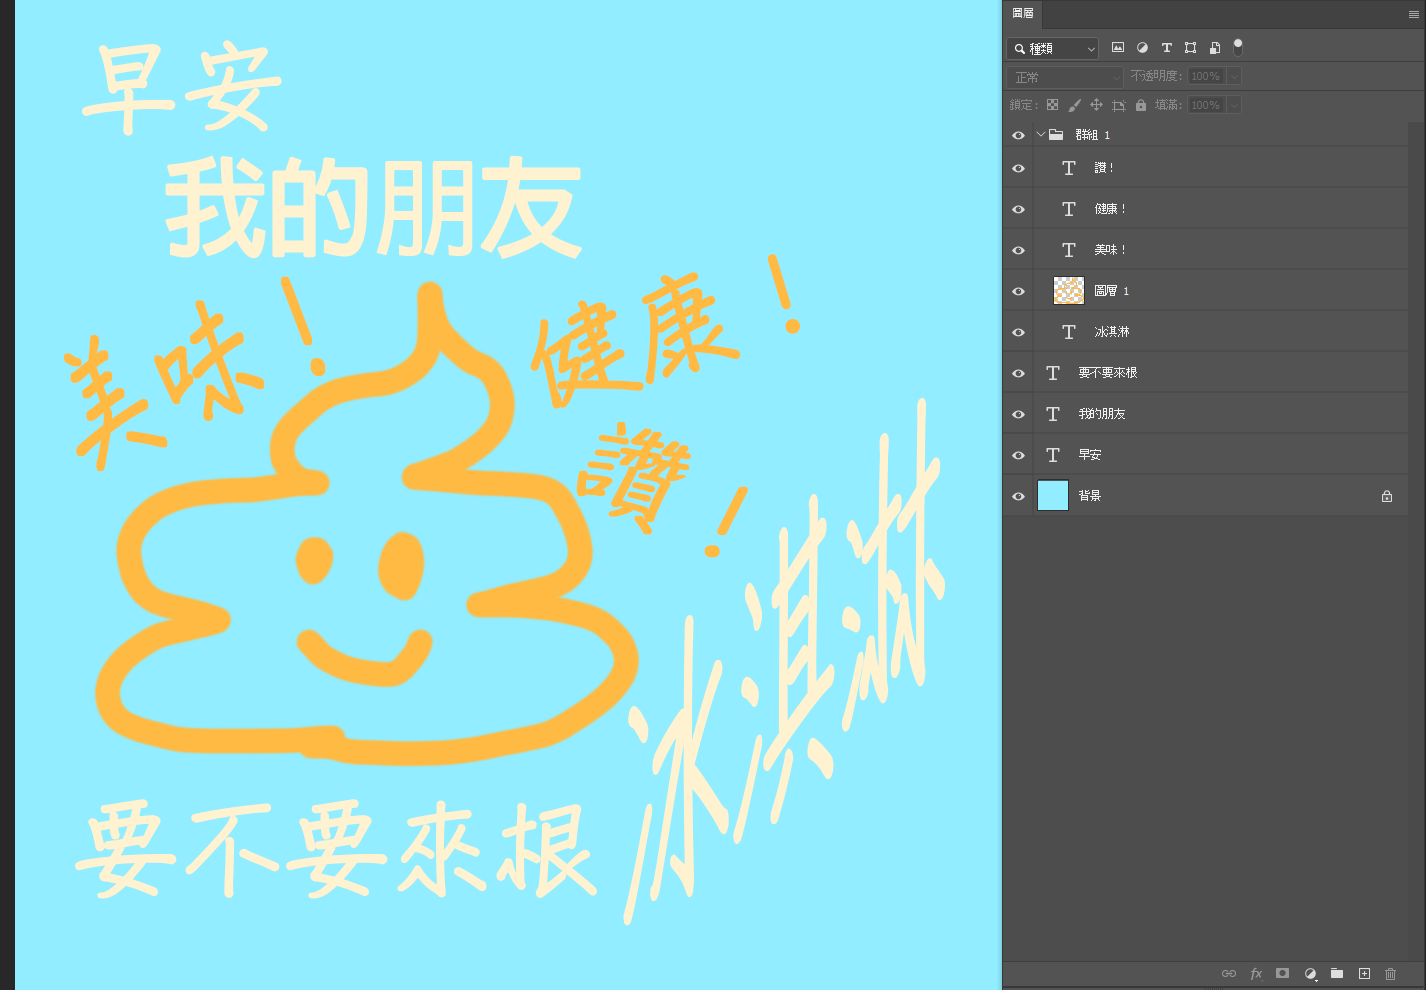 早安
我的朋友
美味！
健康！
讚！
冰淇淋
要不要來根
圖層
種類
正常
不透明度: 100%
鎖定:
填滿: 100%
群組 1
讚！
健康！
美味！
圖層 1
冰淇淋
要不要來根
我的朋友
早安
背景
fx